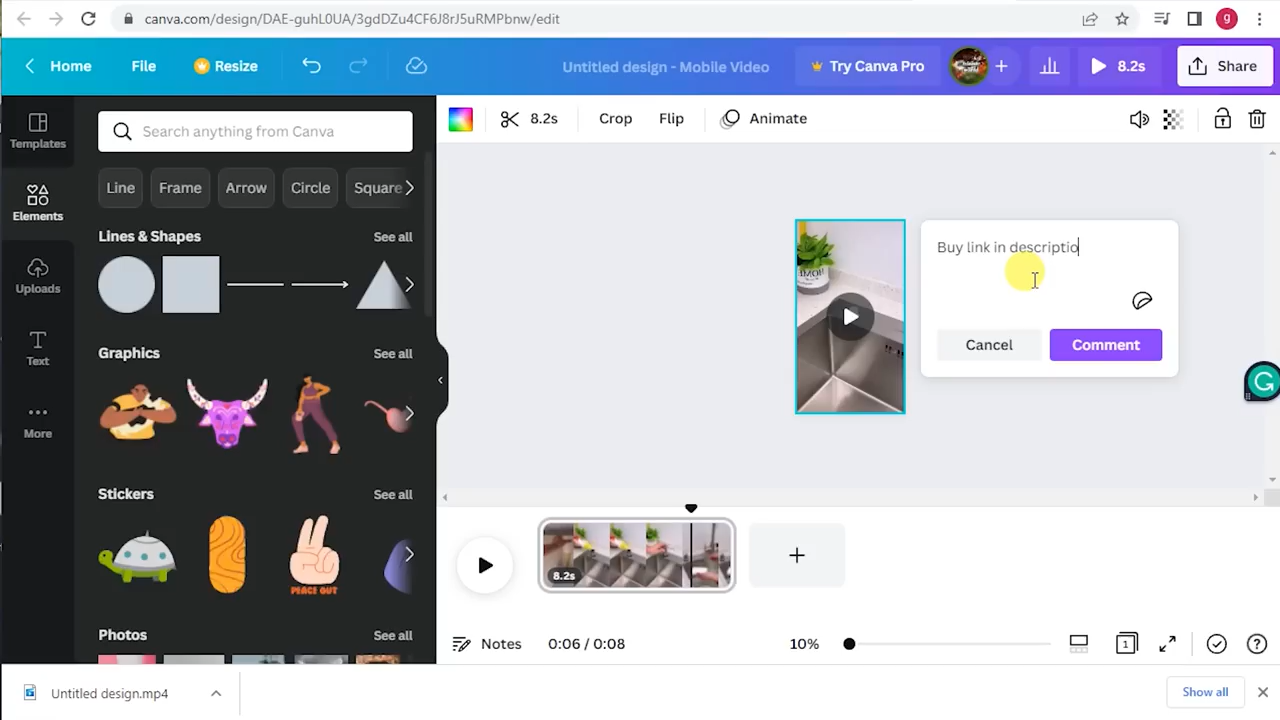 canva.com/design/DAE-guhL0UA/3gdDZu4CF6J8rJ5uRMPbnw/edit
g
Home
File
Resize
Untitled design - Mobile Video
Try Canva Pro
8.2s
Share
Templates
Elements
Uploads
Text
More
Search anything from Canva
Line
Frame
Arrow
Circle
Square
Lines & Shapes
See all
Graphics
See all
Stickers
See all
PEACE OUT
Photos
See all
8.2s
Crop
Flip
Animate
HOME
Buy link in descriptio
Cancel
Comment
8.2s
Notes
0:06 / 0:08
10%
1
Untitled design.mp4
Show all